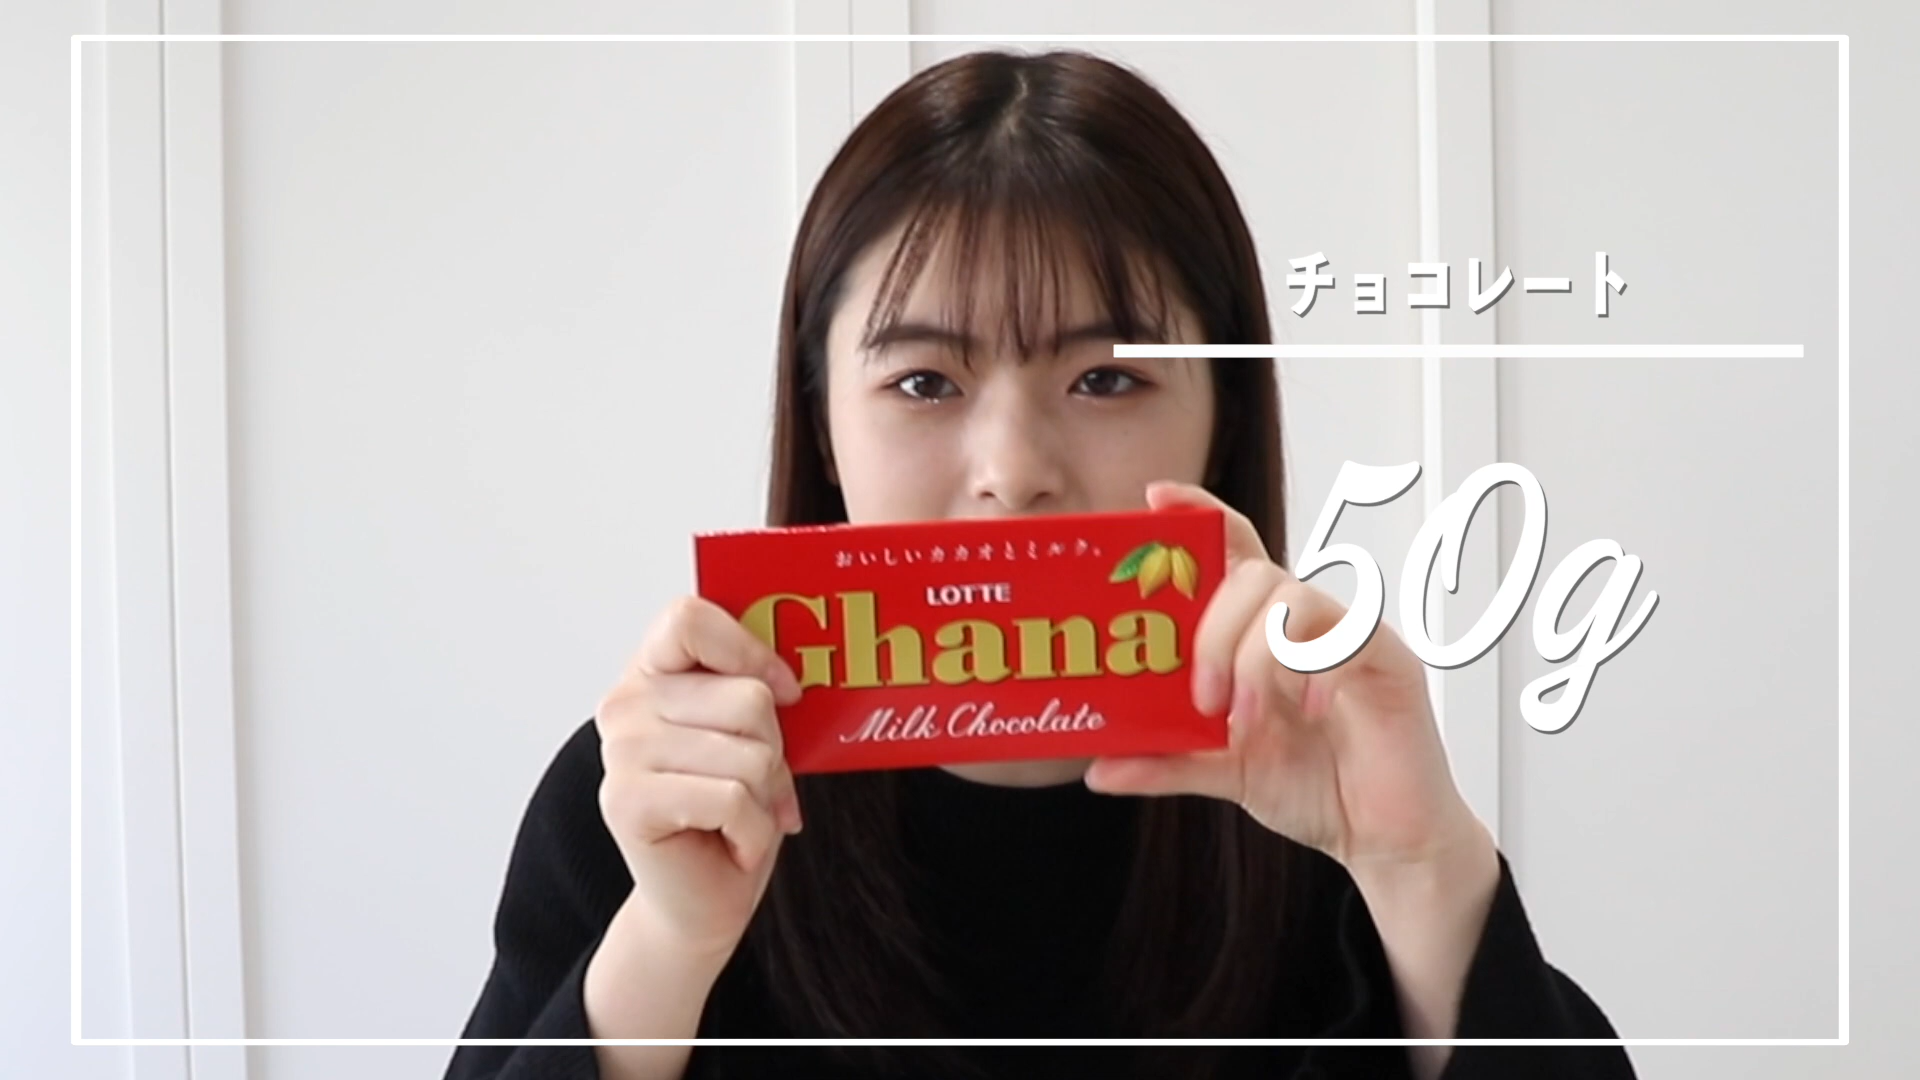 チョコレート
50g
おいしいカカオとミルク。
LOTTE
Ghana
Milk Chocolate